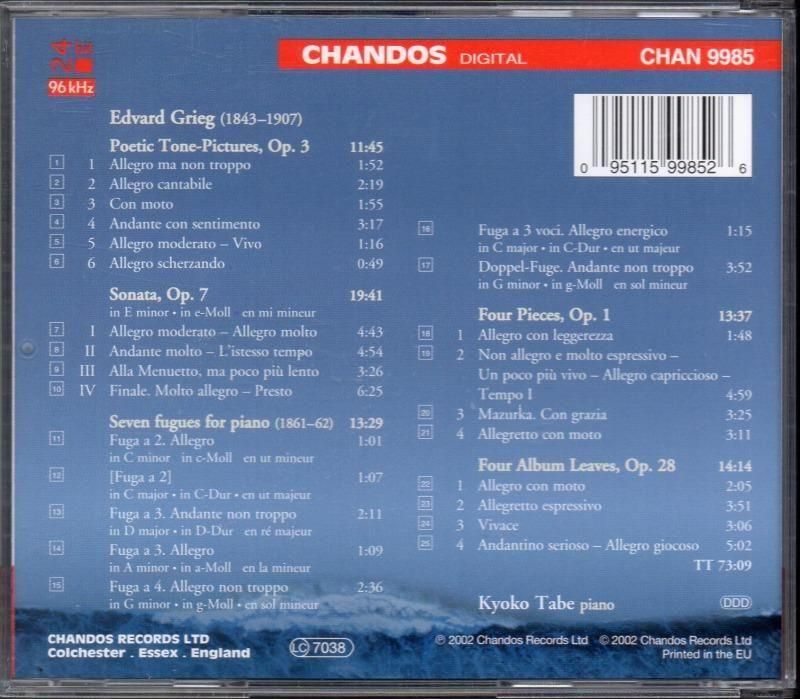 24
96 kHz
CHANDOS DIGITAL CHAN 9985
0 95115 99852 6
Edvard Grieg (1843–1907)
Poetic Tone-Pictures, Op. 3 11:45
1 1 Allegro ma non troppo 1:52
2 2 Allegro cantabile 2:19
3 3 Con moto 1:55
4 4 Andante con sentimento 3:17
5 5 Allegro moderato – Vivo 1:16
6 6 Allegro scherzando 0:49
Sonata, Op. 7 19:41
in E minor · in e-Moll · en mi mineur
7 I Allegro moderato – Allegro molto 4:43
8 II Andante molto – L'istesso tempo 4:54
9 III Alla Menuetto, ma poco più lento 3:26
10 IV Finale. Molto allegro – Presto 6:25
Seven fugues for piano (1861–62) 13:29
11 Fuga a 2. Allegro 1:01
in C minor in c-Moll en ut mineur
12 [Fuga a 2] 1:07
in C major · in C-Dur · en ut majeur
13 Fuga a 3. Andante non troppo 2:11
in D major · in D-Dur en ré majeur
14 Fuga a 3. Allegro 1:09
in A minor · in a-Moll en la mineur
15 Fuga a 4. Allegro non troppo 2:36
in G minor · in g-Moll · en sol mineur
16 Fuga a 3 voci. Allegro energico 1:15
in C major · in C-Dur · en ut majeur
17 Doppel-Fuge. Andante non troppo 3:52
in G minor · in g-Moll en sol mineur
Four Pieces, Op. 1 13:37
18 1 Allegro con leggerezza 1:48
19 2 Non allegro e molto espressivo –
Un poco più vivo – Allegro capriccioso –
Tempo I 4:59
20 3 Mazurka. Con grazia 3:25
21 4 Allegretto con moto 3:11
Four Album Leaves, Op. 28 14:14
22 1 Allegro con moto 2:05
23 2 Allegretto espressivo 3:51
24 3 Vivace 3:06
25 4 Andantino serioso – Allegro giocoso 5:02
TT 73:09
Kyoko Tabe piano DDD
CHANDOS RECORDS LTD
Colchester . Essex . England
LC 7038
℗ 2002 Chandos Records Ltd © 2002 Chandos Records Ltd
Printed in the EU